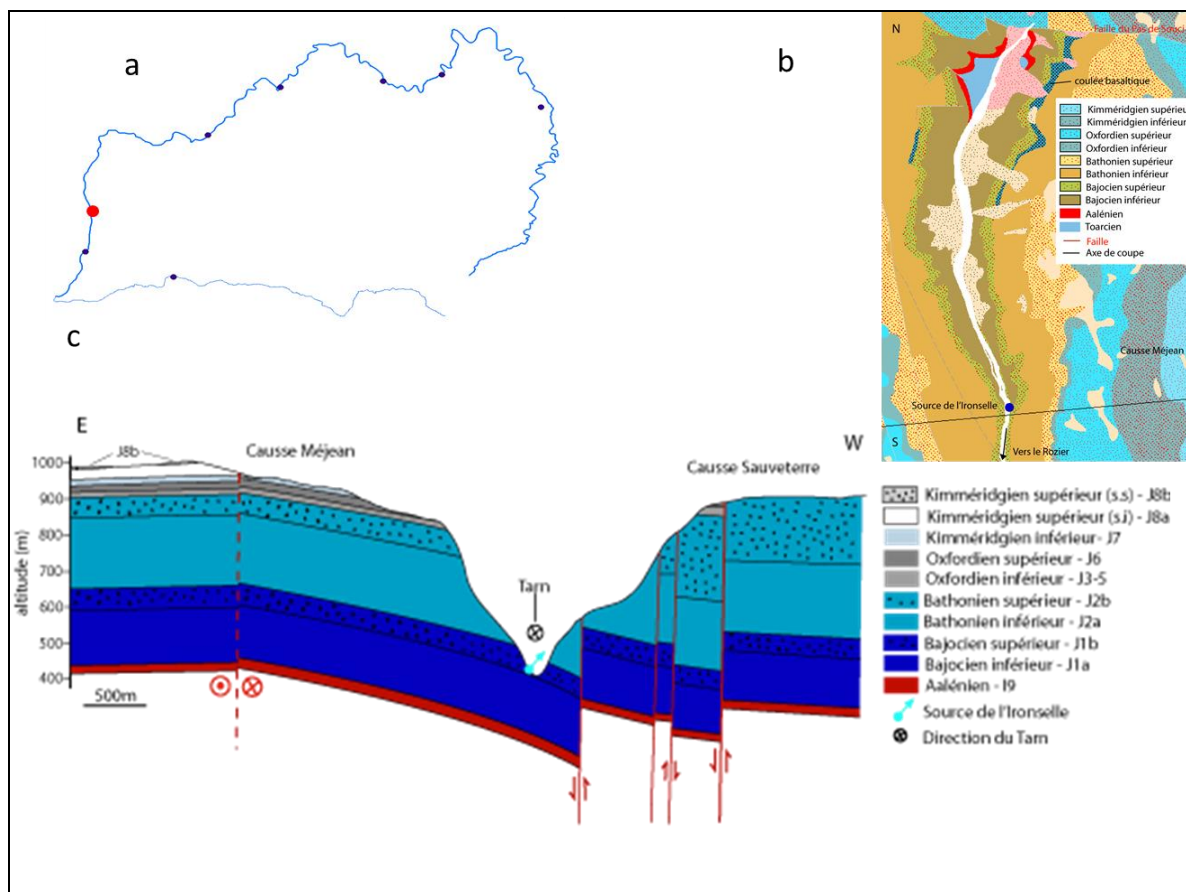 a
b
c
N
Faille du Pas de Souci
coulée basaltique
Kimméridgien supérieur
Kimméridgien inférieur
Oxfordien supérieur
Oxfordien inférieur
Bathonien supérieur
Bathonien inférieur
Bajocien supérieur
Bajocien inférieur
Aalénien
Toarcien
Faille
Axe de coupe
Causse Méjean
Source de l'Ironselle
S
Vers le Rozier
E
W
J8b
Causse Méjean
Causse Sauveterre
altitude (m)
1000
900
800
700
600
500
400
Tarn
500m
Kimméridgien supérieur (s.s) - J8b
Kimméridgien supérieur (s.i) - J8a
Kimméridgien inférieur - J7
Oxfordien supérieur - J6
Oxfordien inférieur - J3-5
Bathonien supérieur - J2b
Bathonien inférieur - J2a
Bajocien supérieur - J1b
Bajocien inférieur - J1a
Aalénien - I9
Source de l'Ironselle
Direction du Tarn